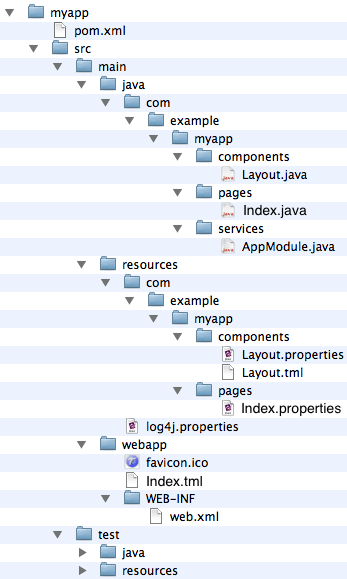 myapp
pom.xml
src
main
java
com
example
myapp
components
Layout.java
pages
Index.java
services
AppModule.java
resources
com
example
myapp
components
Layout.properties
Layout.tml
pages
Index.properties
log4j.properties
webapp
favicon.ico
Index.tml
WEB-INF
web.xml
test
java
resources